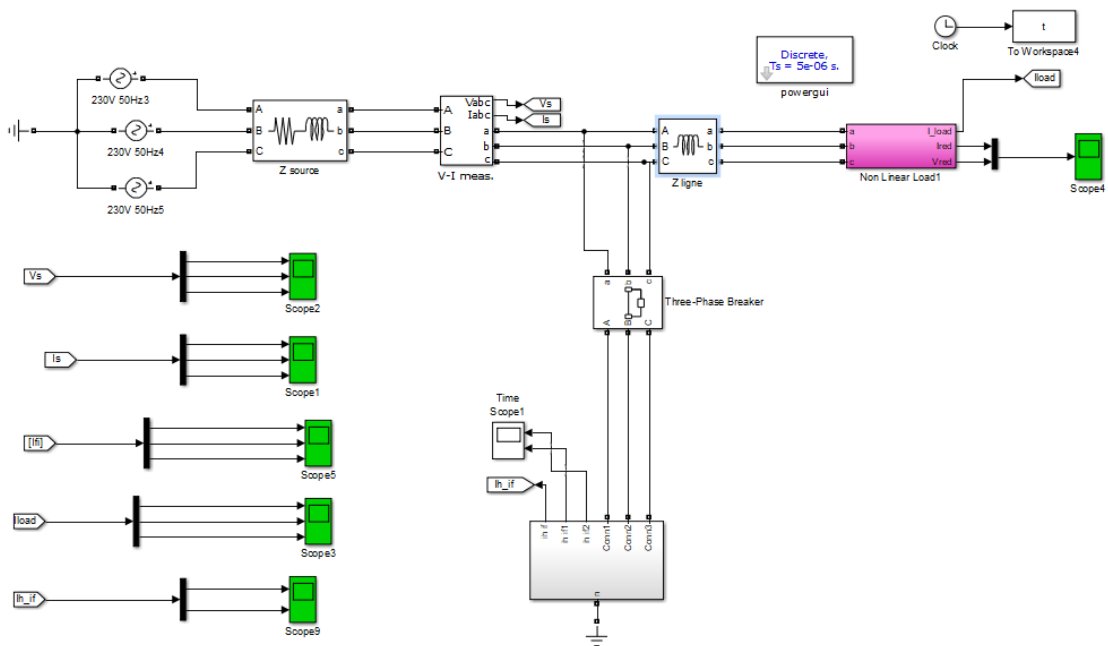 t
Clock
To Workspace4
Discrete,
Ts = 5e-06 s.
powergui
230V 50Hz3
230V 50Hz4
230V 50Hz5
A
B
C
a
b
c
Z source
A
B
C
Vabc
Iabc
a
b
c
V-I meas.
Vs
Is
A
B
C
a
b
c
Z ligne
a
b
c
I_load
Ired
Vred
Non Linear Load1
Iload
Scope4
Vs
Scope2
a
b
c
A
B
C
Three-Phase Breaker
Is
Scope1
Time
Scope1
[Ifi]
Scope5
Ih_if
Iload
Scope3
ih if
ih if1
ih if2
Conn1
Conn2
Conn3
n
Ih_if
Scope9